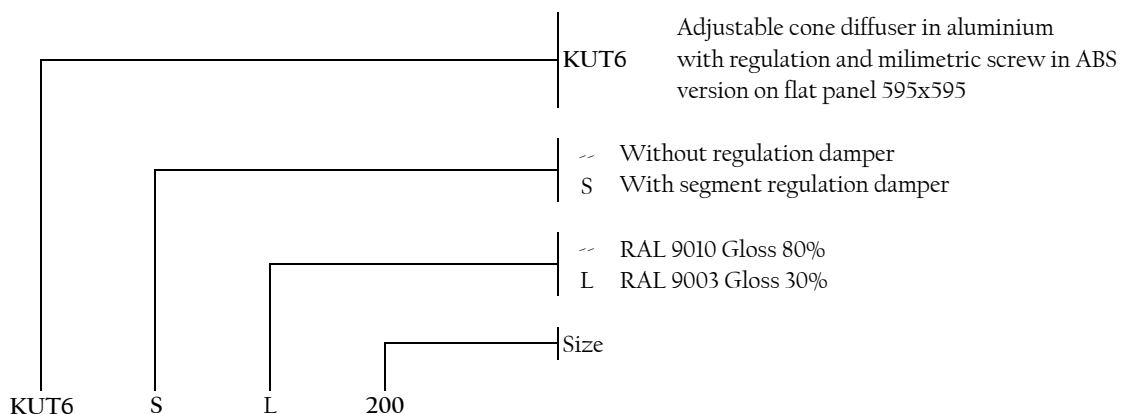 Adjustable cone diffuser in aluminium
KUT6 with regulation and milimetric screw in ABS
version on flat panel 595x595
-- Without regulation damper
S With segment regulation damper
-- RAL 9010 Gloss 80%
L RAL 9003 Gloss 30%
Size
KUT6 S L 200